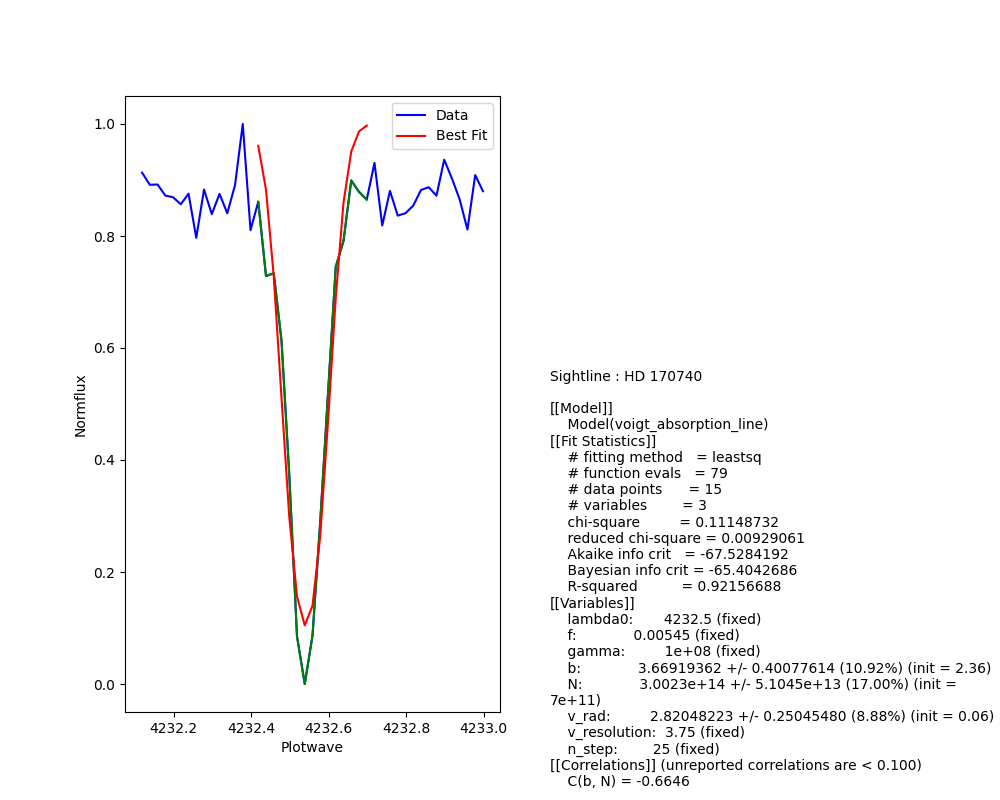 1.0
0.8
0.6
0.4
0.2
0.0
Normflux
4232.2
4232.4
4232.6
4232.8
4233.0
Plotwave
Data
Best Fit
Sightline : HD 170740
[[Model]]
Model(voigt_absorption_line)
[[Fit Statistics]]
# fitting method = leastsq
# function evals = 79
# data points = 15
# variables = 3
chi-square = 0.11148732
reduced chi-square = 0.00929061
Akaike info crit = -67.5284192
Bayesian info crit = -65.4042686
R-squared = 0.92156688
[[Variables]]
lambda0: 4232.5 (fixed)
f: 0.00545 (fixed)
gamma: 1e+08 (fixed)
b: 3.66919362 +/- 0.40077614 (10.92%) (init = 2.36)
N: 3.0023e+14 +/- 5.1045e+13 (17.00%) (init =
7e+11)
v_rad: 2.82048223 +/- 0.25045480 (8.88%) (init = 0.06)
v_resolution: 3.75 (fixed)
n_step: 25 (fixed)
[[Correlations]] (unreported correlations are < 0.100)
C(b, N) = -0.6646